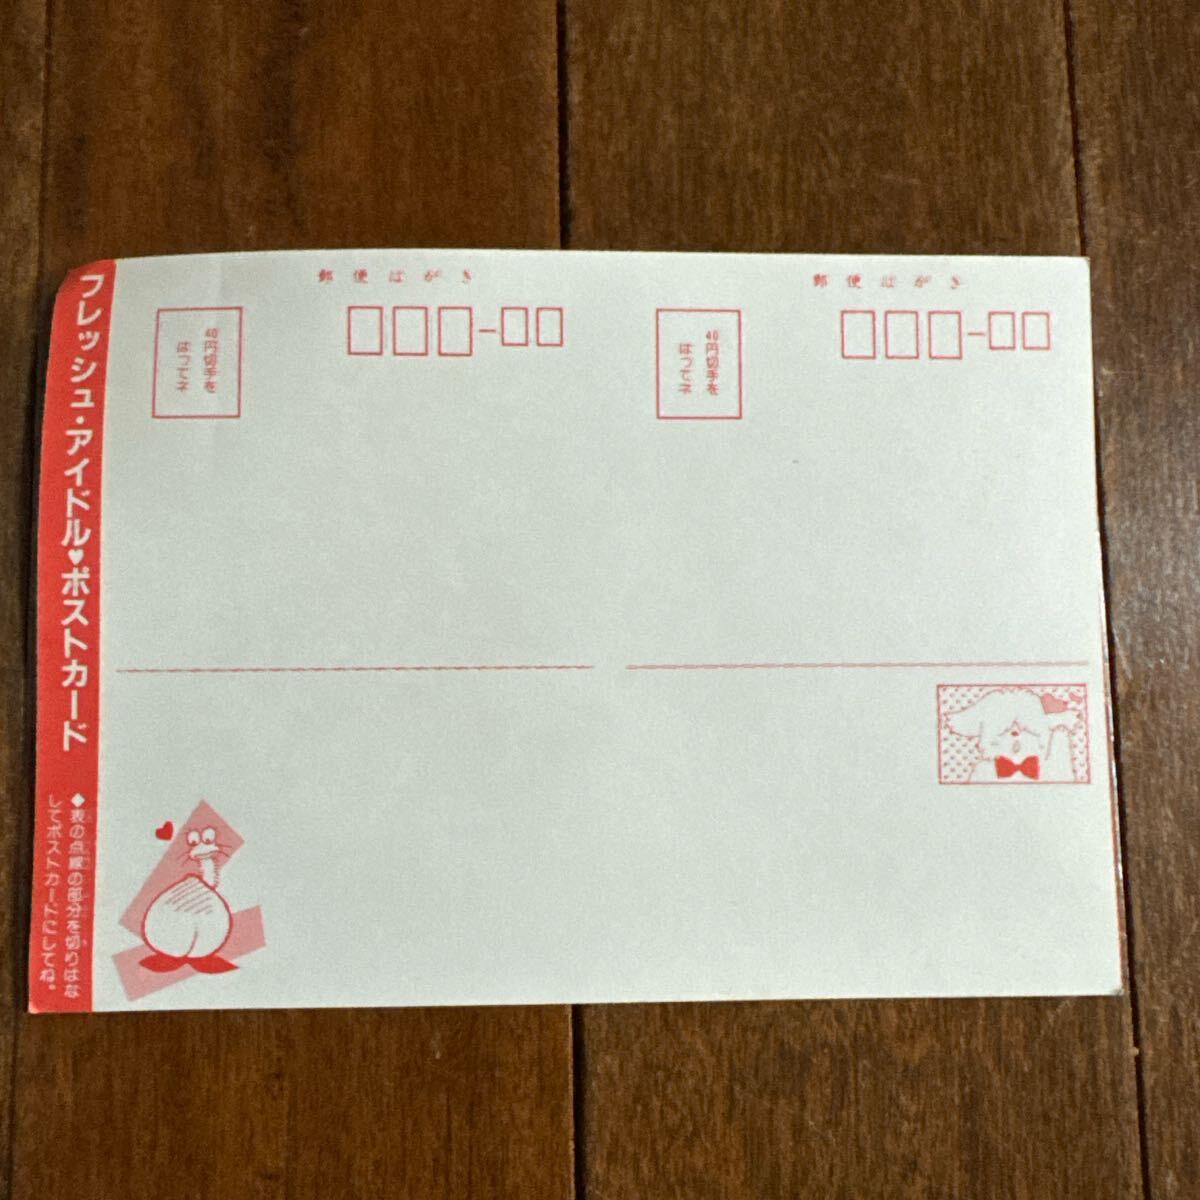 フレッシュ・アイドル♥ポストカード
◆表の点線の部分を切りはな
してポストカードにしてね。
郵便はがき
40円切手を
はってネ
郵便はがき
40円切手を
はってネ